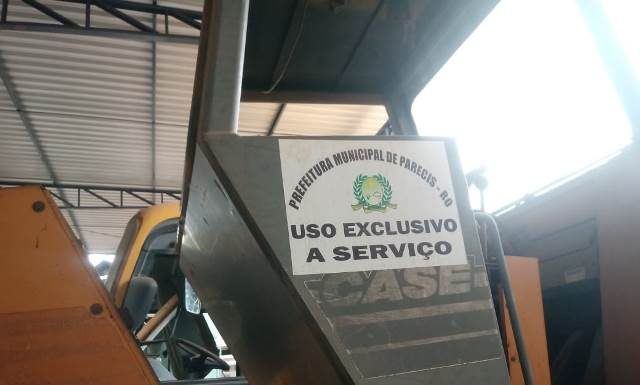 PREFEITURA MUNICIPAL DE PARECIS - RO
USO EXCLUSIVO
A SERVIÇO
CASE